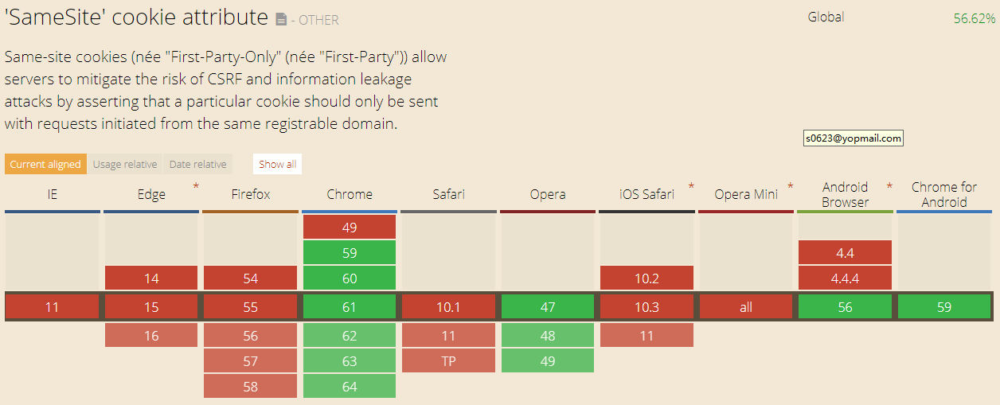 'SameSite' cookie attribute - OTHER
Global 56.62%
Same-site cookies (née "First-Party-Only" (née "First-Party")) allow
servers to mitigate the risk of CSRF and information leakage
attacks by asserting that a particular cookie should only be sent
with requests initiated from the same registrable domain.
s0623@yopmail.com
Current aligned Usage relative Date relative Show all
IE Edge * Firefox Chrome Safari Opera iOS Safari * Opera Mini * Android Browser * Chrome for Android
49
59 4.4
14 54 60 10.2 4.4.4
11 15 55 61 10.1 47 10.3 all 56 59
16 56 62 11 48 11
57 63 TP 49
58 64